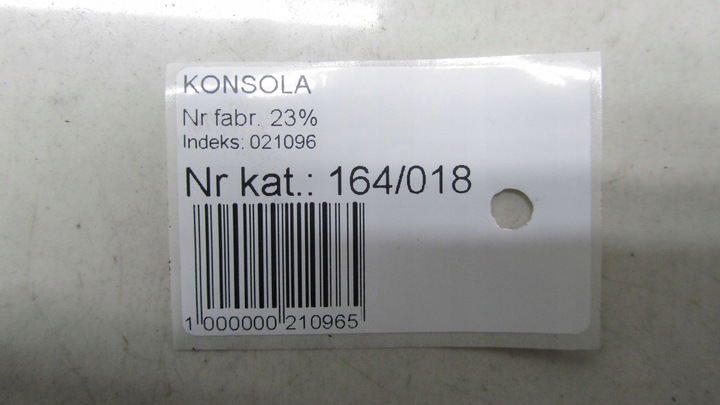 KONSOLA
Nr fabr. 23%
Indeks: 021096
Nr kat.: 164/018
1 000000 210965